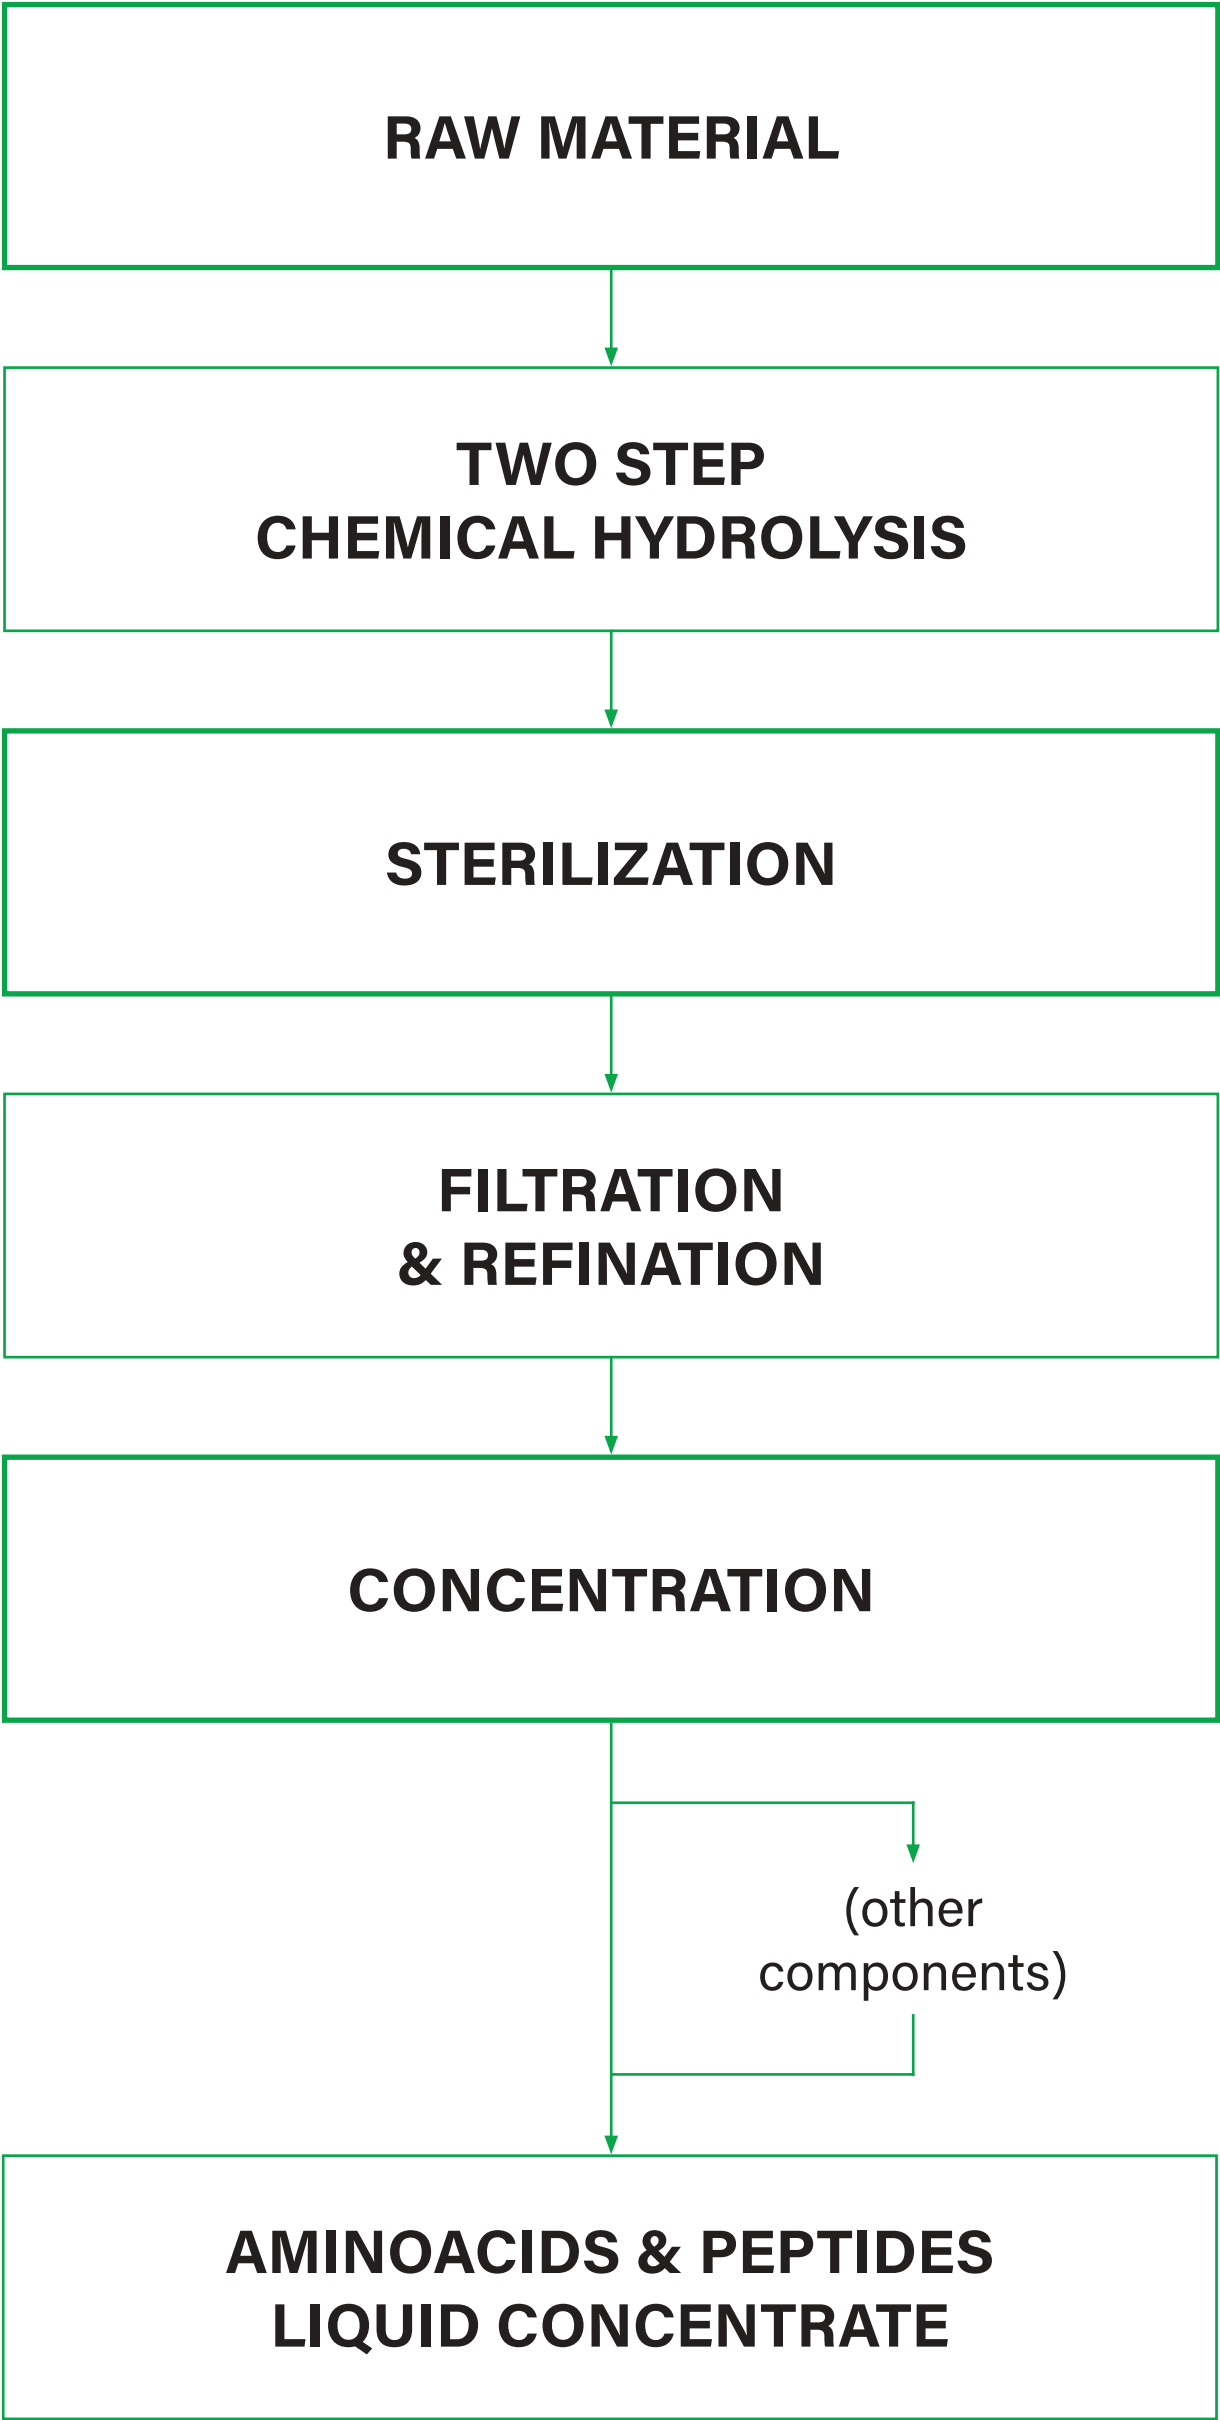 RAW MATERIAL
TWO STEP
CHEMICAL HYDROLYSIS
STERILIZATION
FILTRATION
& REFINATION
CONCENTRATION
(other
components)
AMINOACIDS & PEPTIDES
LIQUID CONCENTRATE